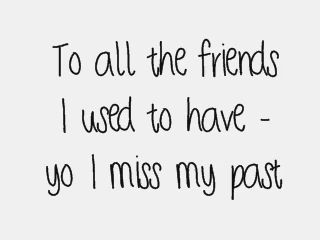 To all the friends
I used to have -
yo I miss my past